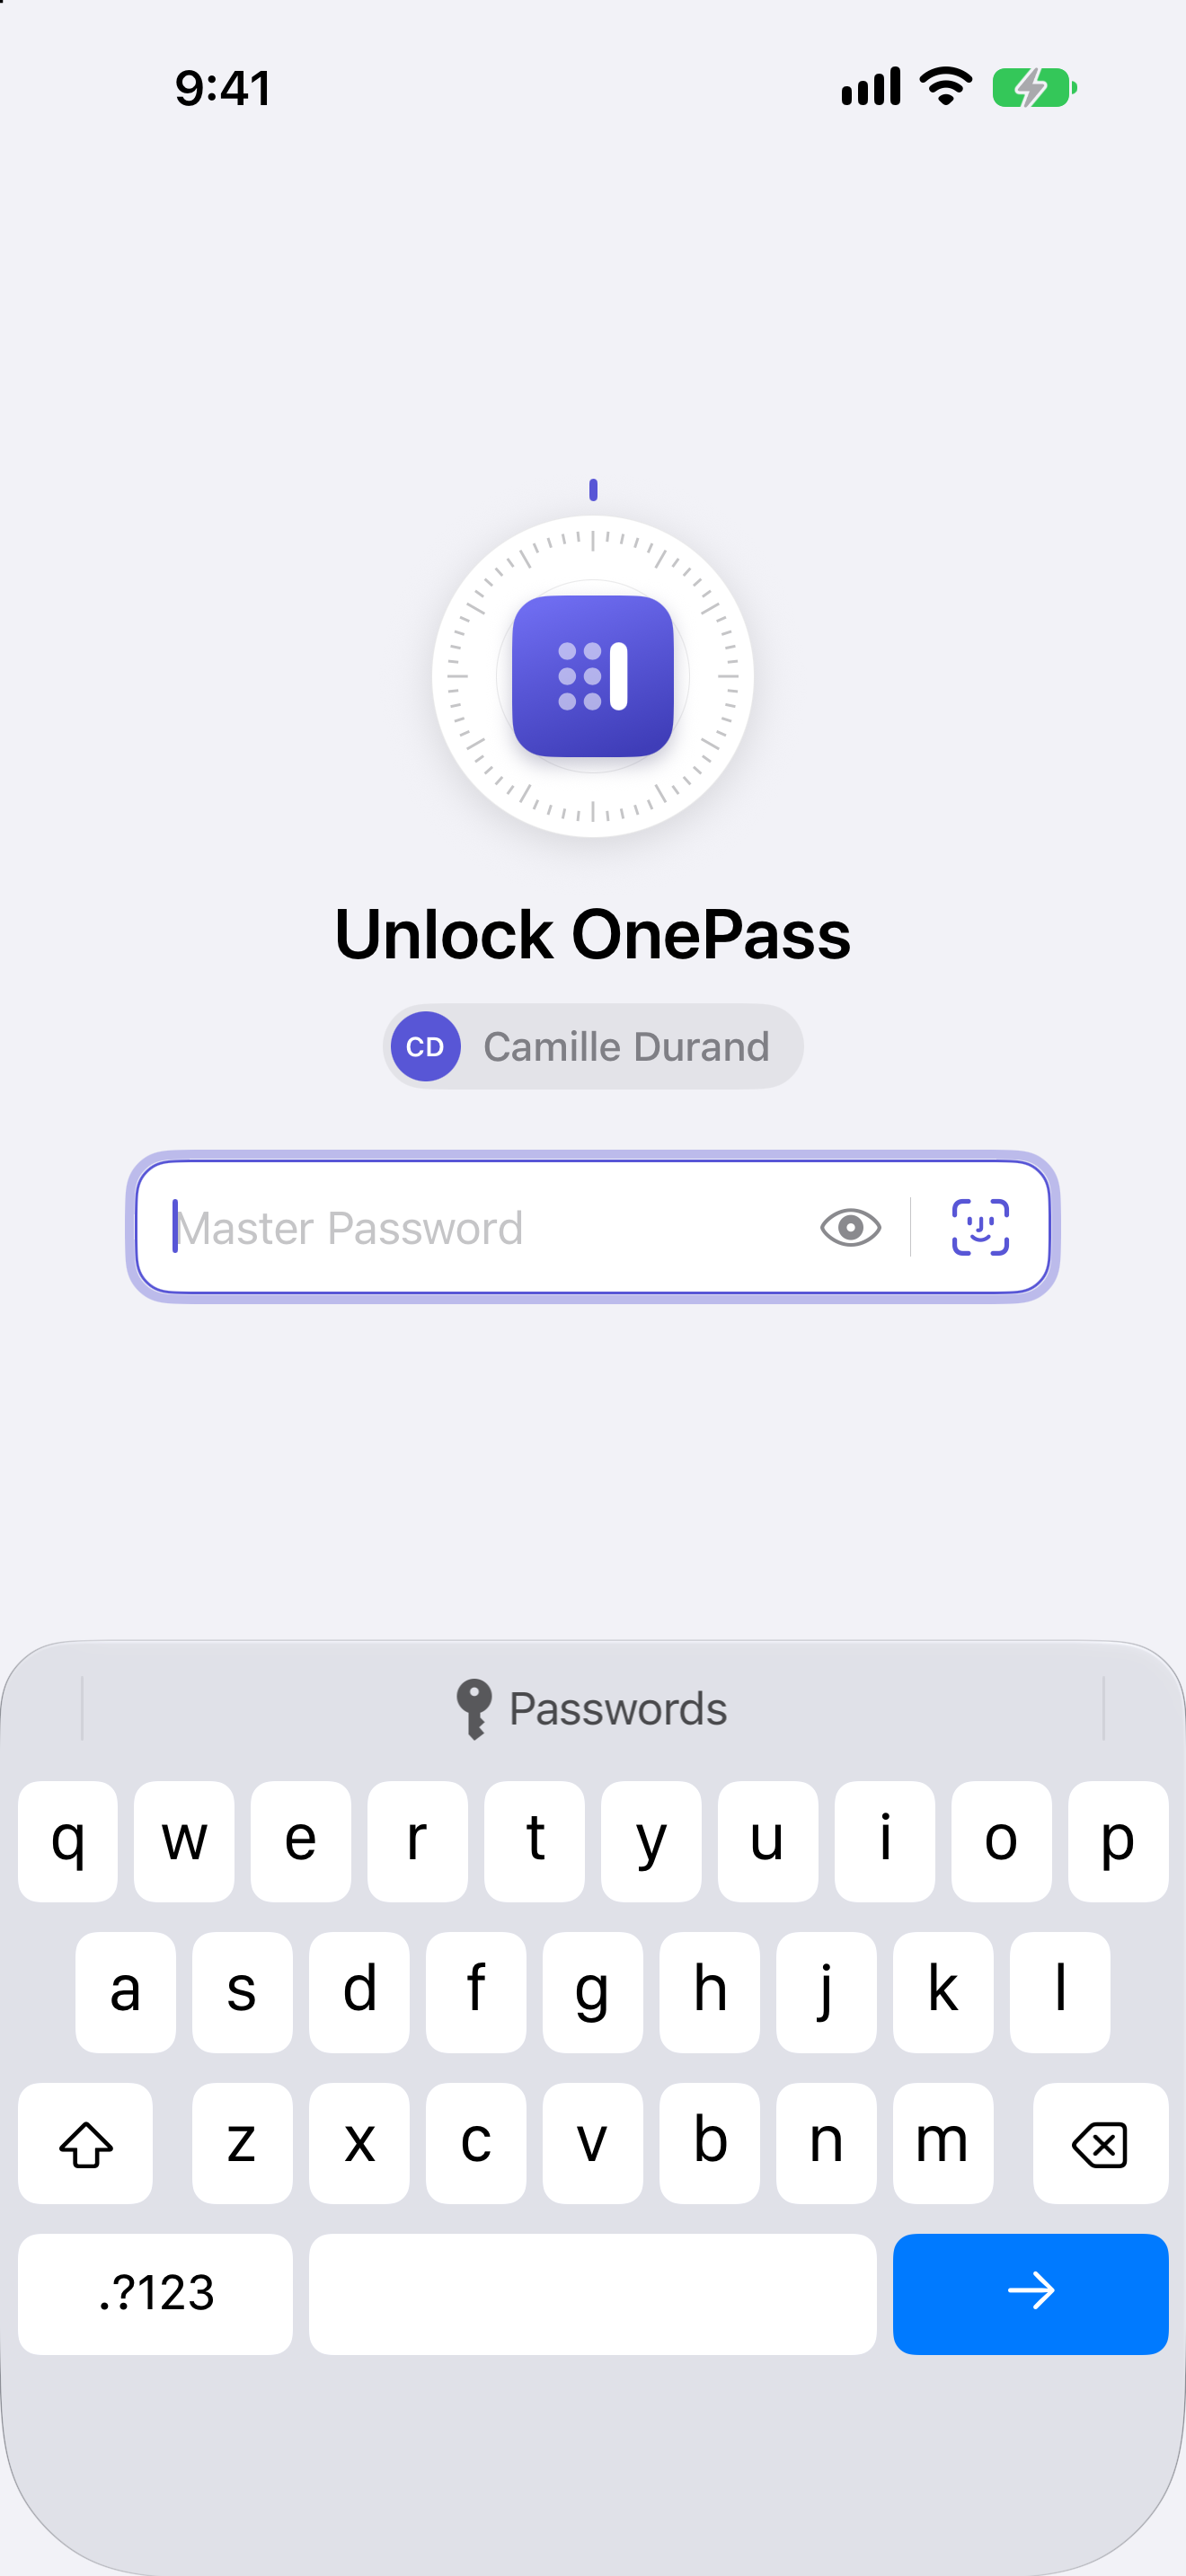 9:41
Unlock OnePass
CD Camille Durand
Master Password
Passwords
q w e r t y u i o p
a s d f g h j k l
z x c v b n m
.?123